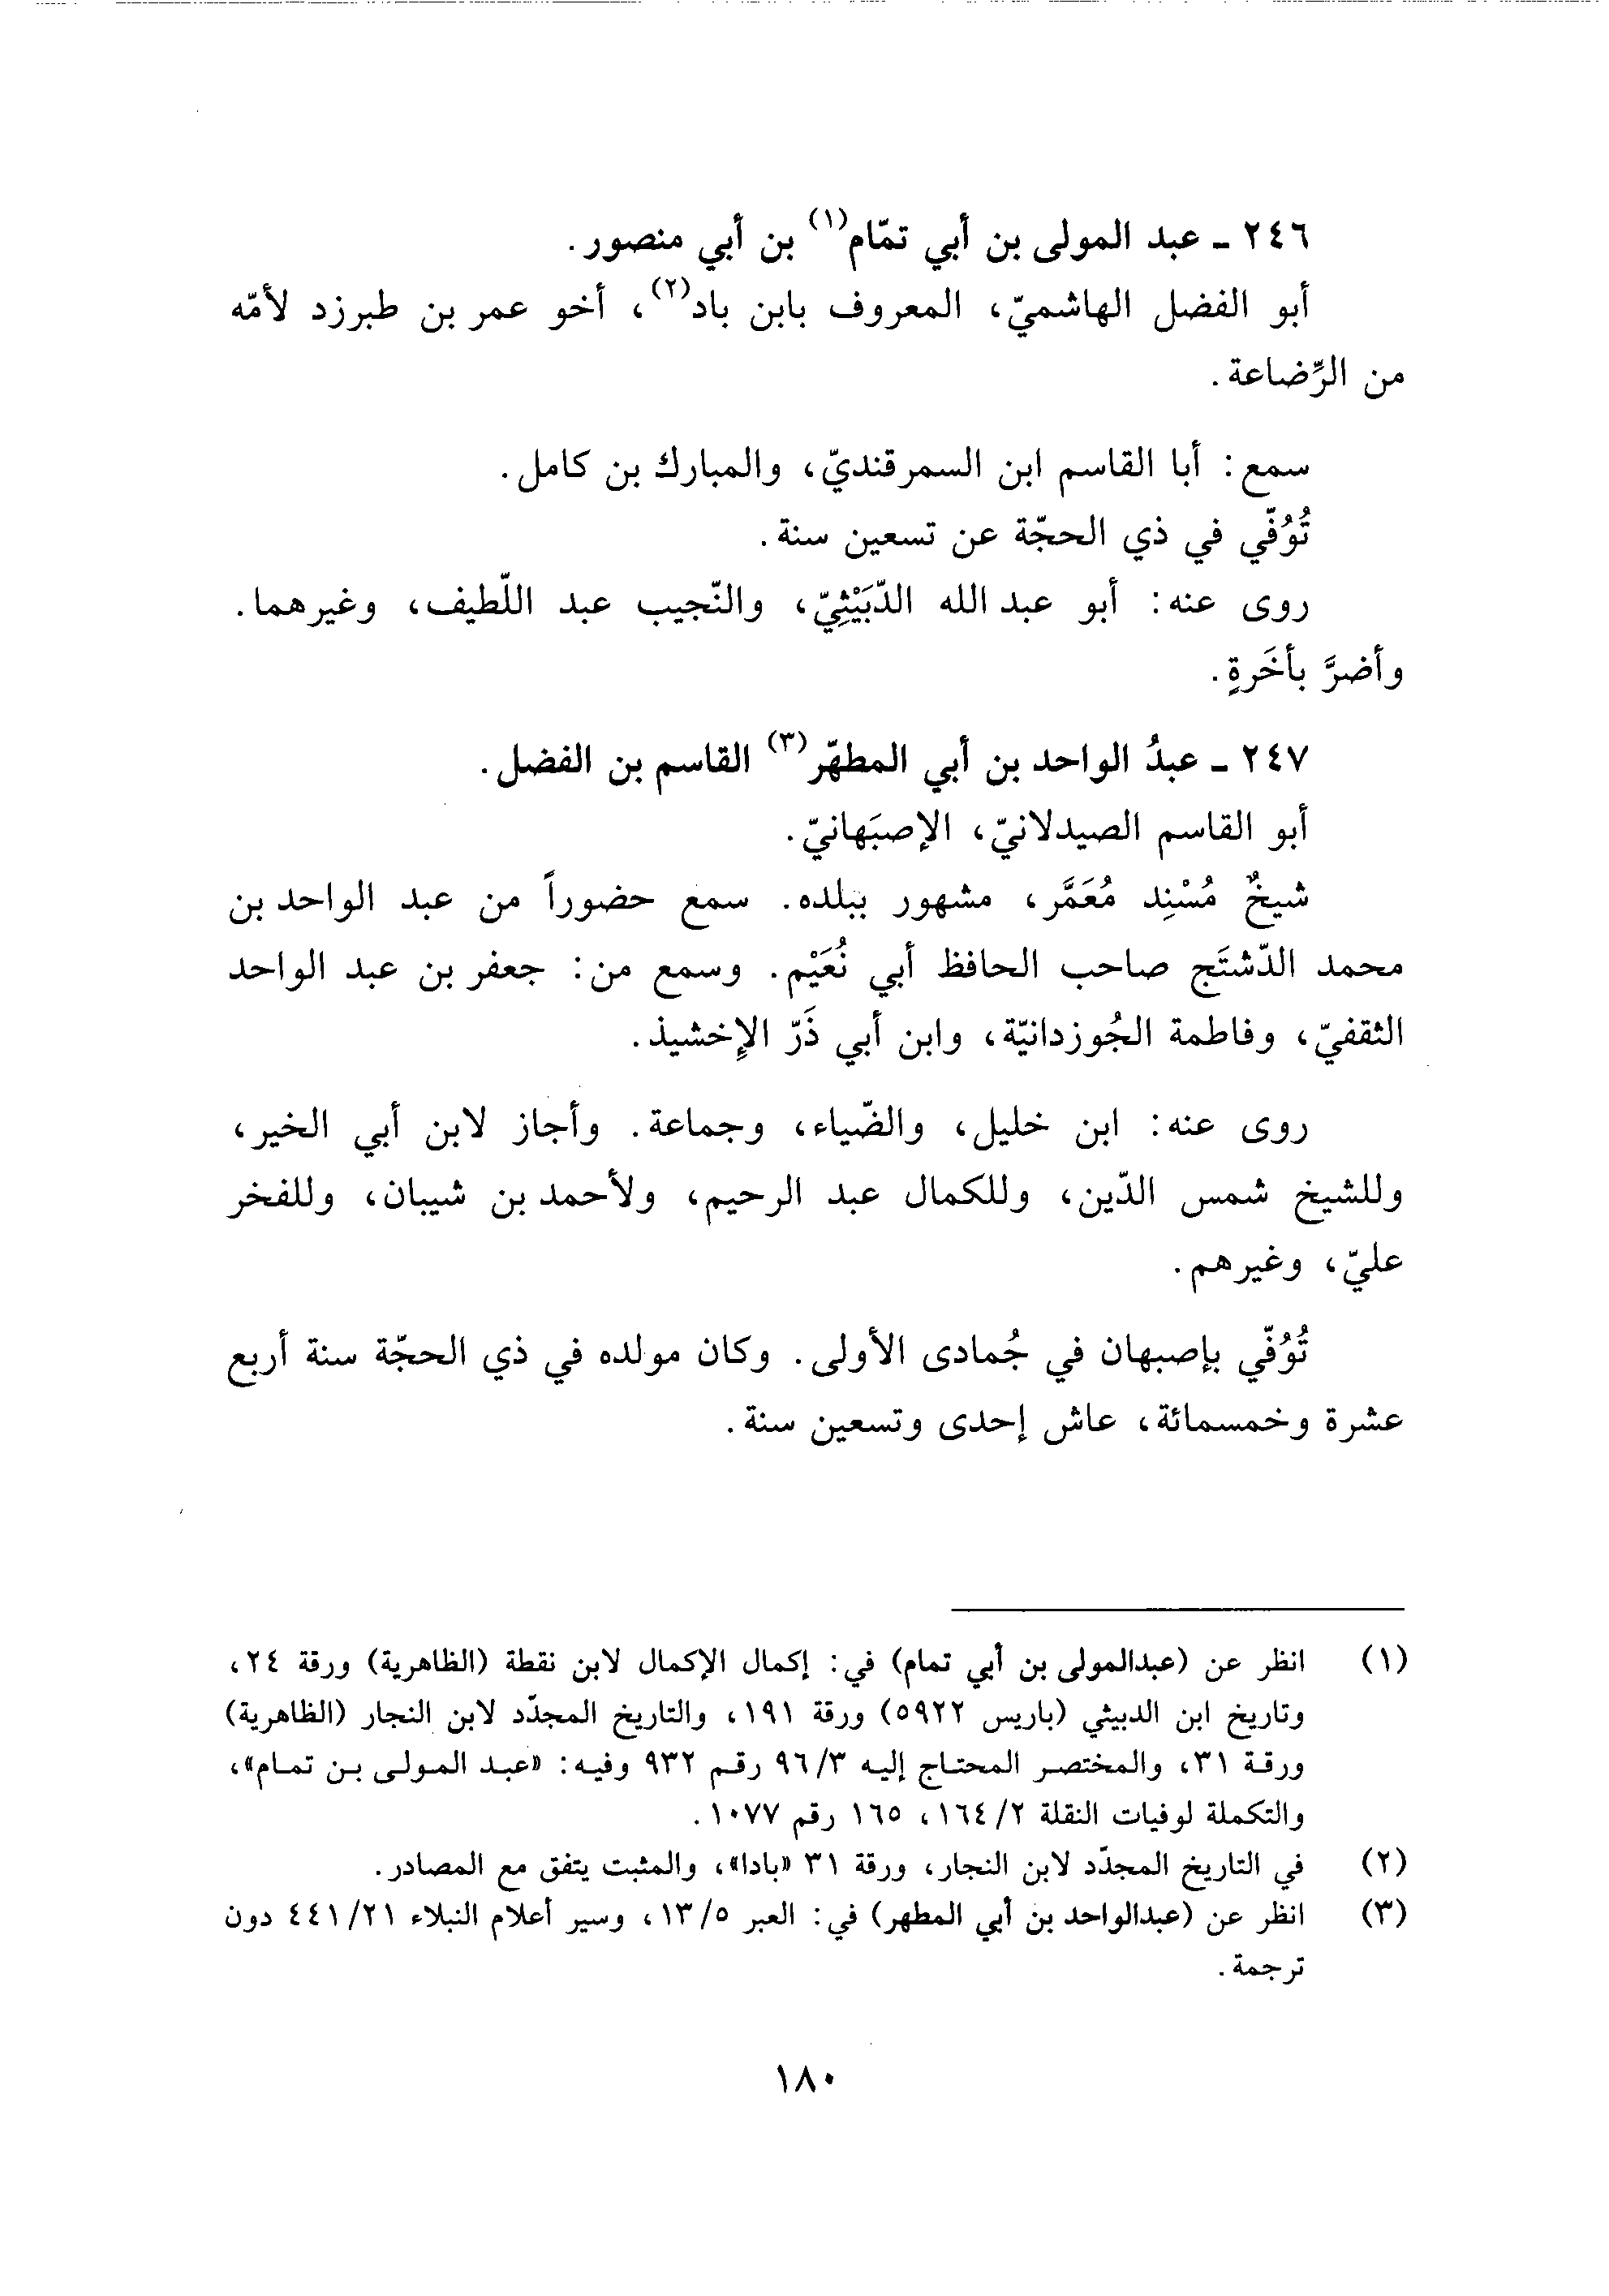 ٢٤٦ ـ عبد المولى بن أبي تمّام(١) بن أبي منصور.
أبو الفضل الهاشميّ، المعروف بابن باد(٢)، أخو عمر بن طبرزد لأمّه
من الرِّضاعة.
سمع: أبا القاسم ابن السمرقنديّ، والمبارك بن كامل.
تُوُفّي في ذي الحجّة عن تسعين سنة.
روى عنه: أبو عبد الله الدّبَيْثِيّ، والنّجيب عبد اللّطيف، وغيرهما.
وأضرَّ بأخَرةٍ.
٢٤٧ ـ عبدُ الواحد بن أبي المطهّر(٣) القاسم بن الفضل.
أبو القاسم الصيدلانيّ، الإصبَهانيّ.
شيخٌ مُسْنِد مُعَمَّر، مشهور ببلده. سمع حضوراً من عبد الواحد بن
محمد الدّشتَج صاحب الحافظ أبي نُعَيْم. وسمع من: جعفر بن عبد الواحد
الثقفيّ، وفاطمة الجُوزدانيّة، وابن أبي ذَرّ الإخشيذ.
روى عنه: ابن خليل، والضّياء، وجماعة. وأجاز لابن أبي الخير،
وللشيخ شمس الدّين، وللكمال عبد الرحيم، ولأحمد بن شيبان، وللفخر
عليّ، وغيرهم.
تُوُفّي بإصبهان في جُمادى الأولى. وكان مولده في ذي الحجّة سنة أربع
عشرة وخمسمائة، عاش إحدى وتسعين سنة.
(١) انظر عن (عبدالمولى بن أبي تمام) في: إكمال الإكمال لابن نقطة (الظاهرية) ورقة ٢٤،
وتاريخ ابن الدبيثي (باريس ٥٩٢٢) ورقة ١٩١، والتاريخ المجدّد لابن النجار (الظاهرية)
ورقة ٣١، والمختصر المحتاج إليه ٩٦/٣ رقم ٩٣٢ وفيه: «عبد المولى بن تمام»،
والتكملة لوفيات النقلة ١٦٤/٢، ١٦٥ رقم ١٠٧٧.
(٢) في التاريخ المجدّد لابن النجار، ورقة ٣١ «بادا»، والمثبت يتفق مع المصادر.
(٣) انظر عن (عبدالواحد بن أبي المطهر) في: العبر ١٣/٥، وسير أعلام النبلاء ٤٤١/٢١ دون
ترجمة.
١٨٠